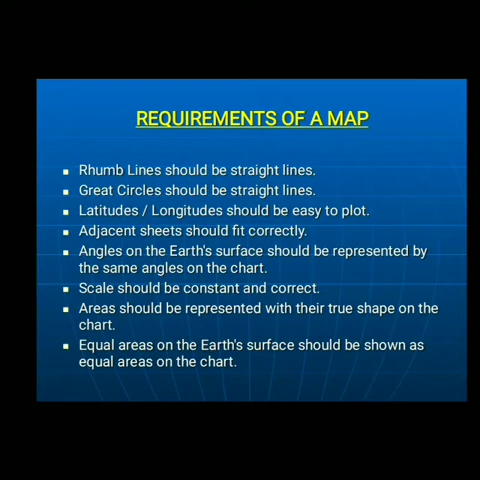 REQUIREMENTS OF A MAP
▪ Rhumb Lines should be straight lines.
▪ Great Circles should be straight lines.
▪ Latitudes / Longitudes should be easy to plot.
▪ Adjacent sheets should fit correctly.
▪ Angles on the Earth's surface should be represented by
the same angles on the chart.
▪ Scale should be constant and correct.
▪ Areas should be represented with their true shape on the
chart.
▪ Equal areas on the Earth's surface should be shown as
equal areas on the chart.